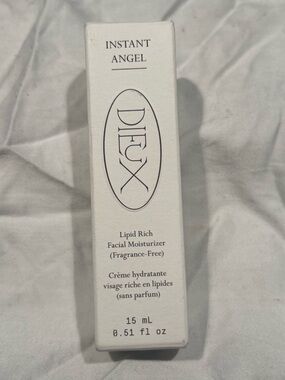 INSTANT
ANGEL
DIEUX
Lipid Rich
Facial Moisturizer
(Fragrance-Free)
Crème hydratante
visage riche en lipides
(sans parfum)
15 mL
0.51 fl oz